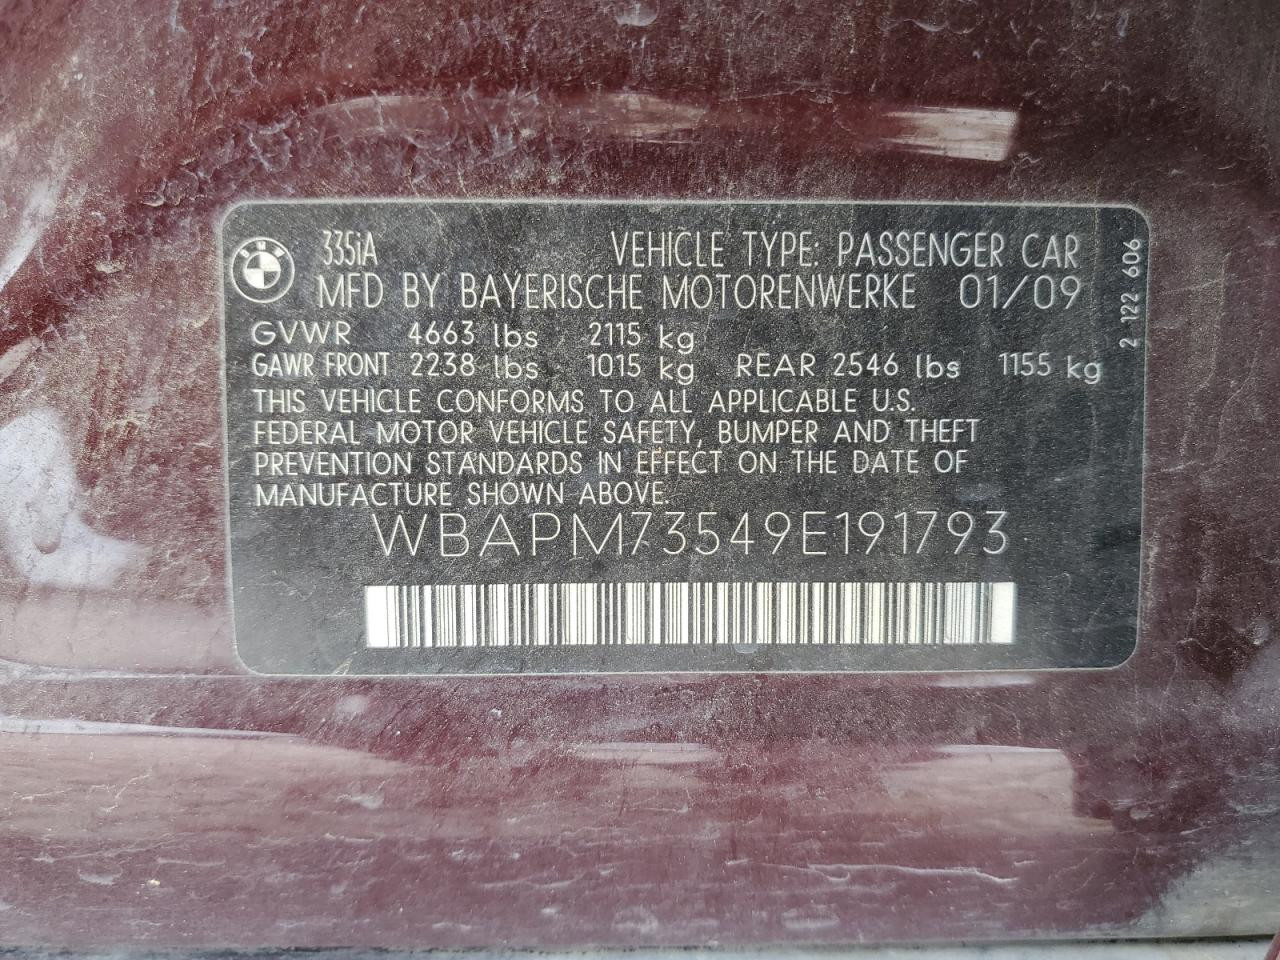 335iA VEHICLE TYPE: PASSENGER CAR
MFD BY BAYERISCHE MOTORENWERKE 01/09
GVWR 4663 lbs 2115 kg
GAWR FRONT 2238 lbs 1015 kg REAR 2546 lbs 1155 kg
THIS VEHICLE CONFORMS TO ALL APPLICABLE U.S.
FEDERAL MOTOR VEHICLE SAFETY, BUMPER AND THEFT
PREVENTION STANDARDS IN EFFECT ON THE DATE OF
MANUFACTURE SHOWN ABOVE.
WBAPM73549E191793
2 122 606
BMW